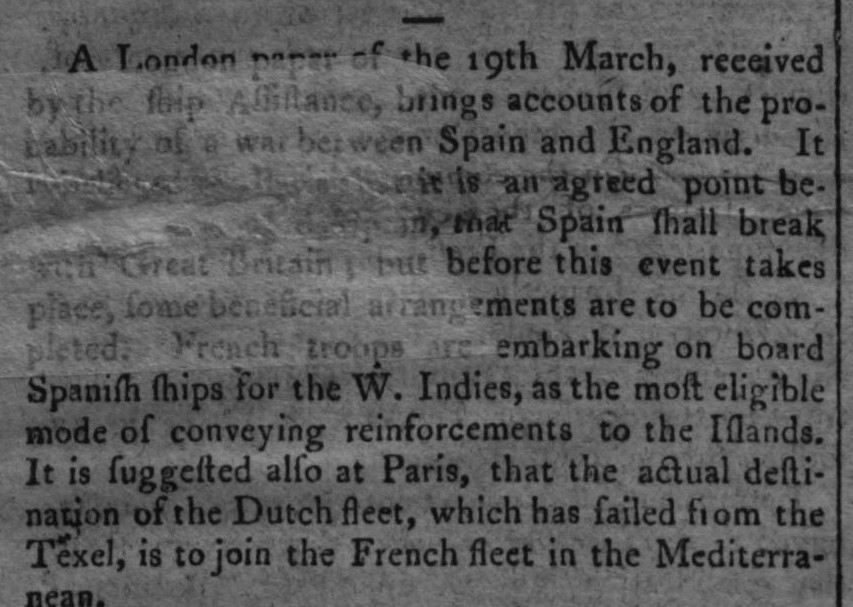 A London paper of the 19th March, received
by the ſhip Aſſiſtance, brings accounts of the pro-
bability of a war between Spain and England. It
it is an agreed point be-
that Spain ſhall break
with Great Britain; but before this event takes
place, ſome beneficial arrangements are to be com-
pleted. French troops are embarking on board
Spaniſh ſhips for the W. Indies, as the moſt eligible
mode of conveying reinforcements to the Iſlands.
It is ſuggeſted alſo at Paris, that the actual deſti-
nation of the Dutch fleet, which has ſailed from the
Texel, is to join the French fleet in the Mediterra-
nean.